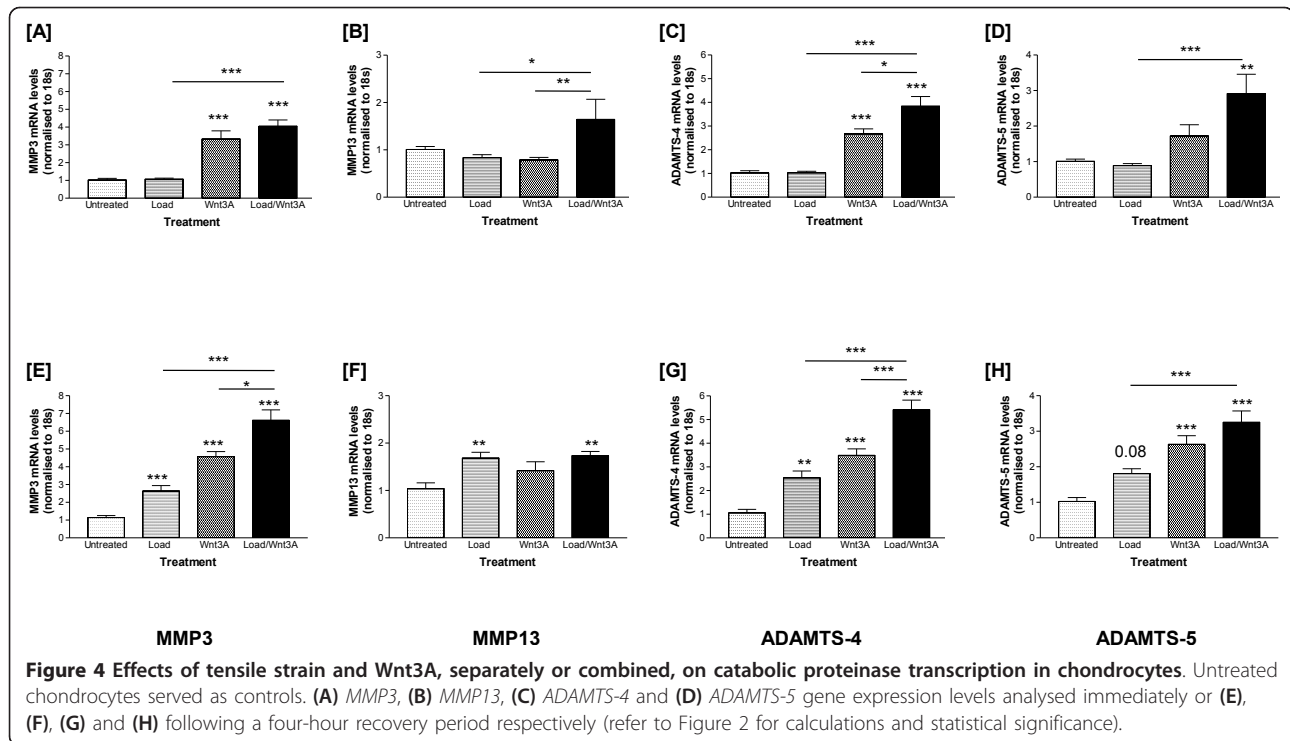 [A]
MMP3 mRNA levels
(normalised to 18s)
8
6
5
4
3
2
1
0
***
***
***
Untreated Load Wnt3A Load/Wnt3A
Treatment
[B]
MMP13 mRNA levels
(normalised to 18s)
3
2
1
0
*
**
Untreated Load Wnt3A Load/Wnt3A
Treatment
[C]
ADAMTS-4 mRNA levels
(normalised to 18s)
6
5
4
3
2
1
0
***
*
***
***
Untreated Load Wnt3A Load/Wnt3A
Treatment
[D]
ADAMTS-5 mRNA levels
(normalised to 18s)
4
3
2
1
0
***
**
Untreated Load Wnt3A Load/Wnt3A
Treatment
[E]
MMP3 mRNA levels
(normalised to 18s)
8
7
6
5
4
3
2
1
0
***
*
***
***
***
Untreated Load Wnt3A Load/Wnt3A
Treatment
[F]
MMP13 mRNA levels
(normalised to 18s)
3
2
1
0
**
**
Untreated Load Wnt3A Load/Wnt3A
Treatment
[G]
ADAMTS-4 mRNA levels
(normalised to 18s)
6
5
4
3
2
1
0
***
***
***
***
**
Untreated Load Wnt3A Load/Wnt3A
Treatment
[H]
ADAMTS-5 mRNA levels
(normalised to 18s)
5
4
3
2
1
0
***
***
***
0.08
Untreated Load Wnt3A Load/Wnt3A
Treatment
MMP3 MMP13 ADAMTS-4 ADAMTS-5
Figure 4 Effects of tensile strain and Wnt3A, separately or combined, on catabolic proteinase transcription in chondrocytes. Untreated
chondrocytes served as controls. (A) MMP3, (B) MMP13, (C) ADAMTS-4 and (D) ADAMTS-5 gene expression levels analysed immediately or (E),
(F), (G) and (H) following a four-hour recovery period respectively (refer to Figure 2 for calculations and statistical significance).